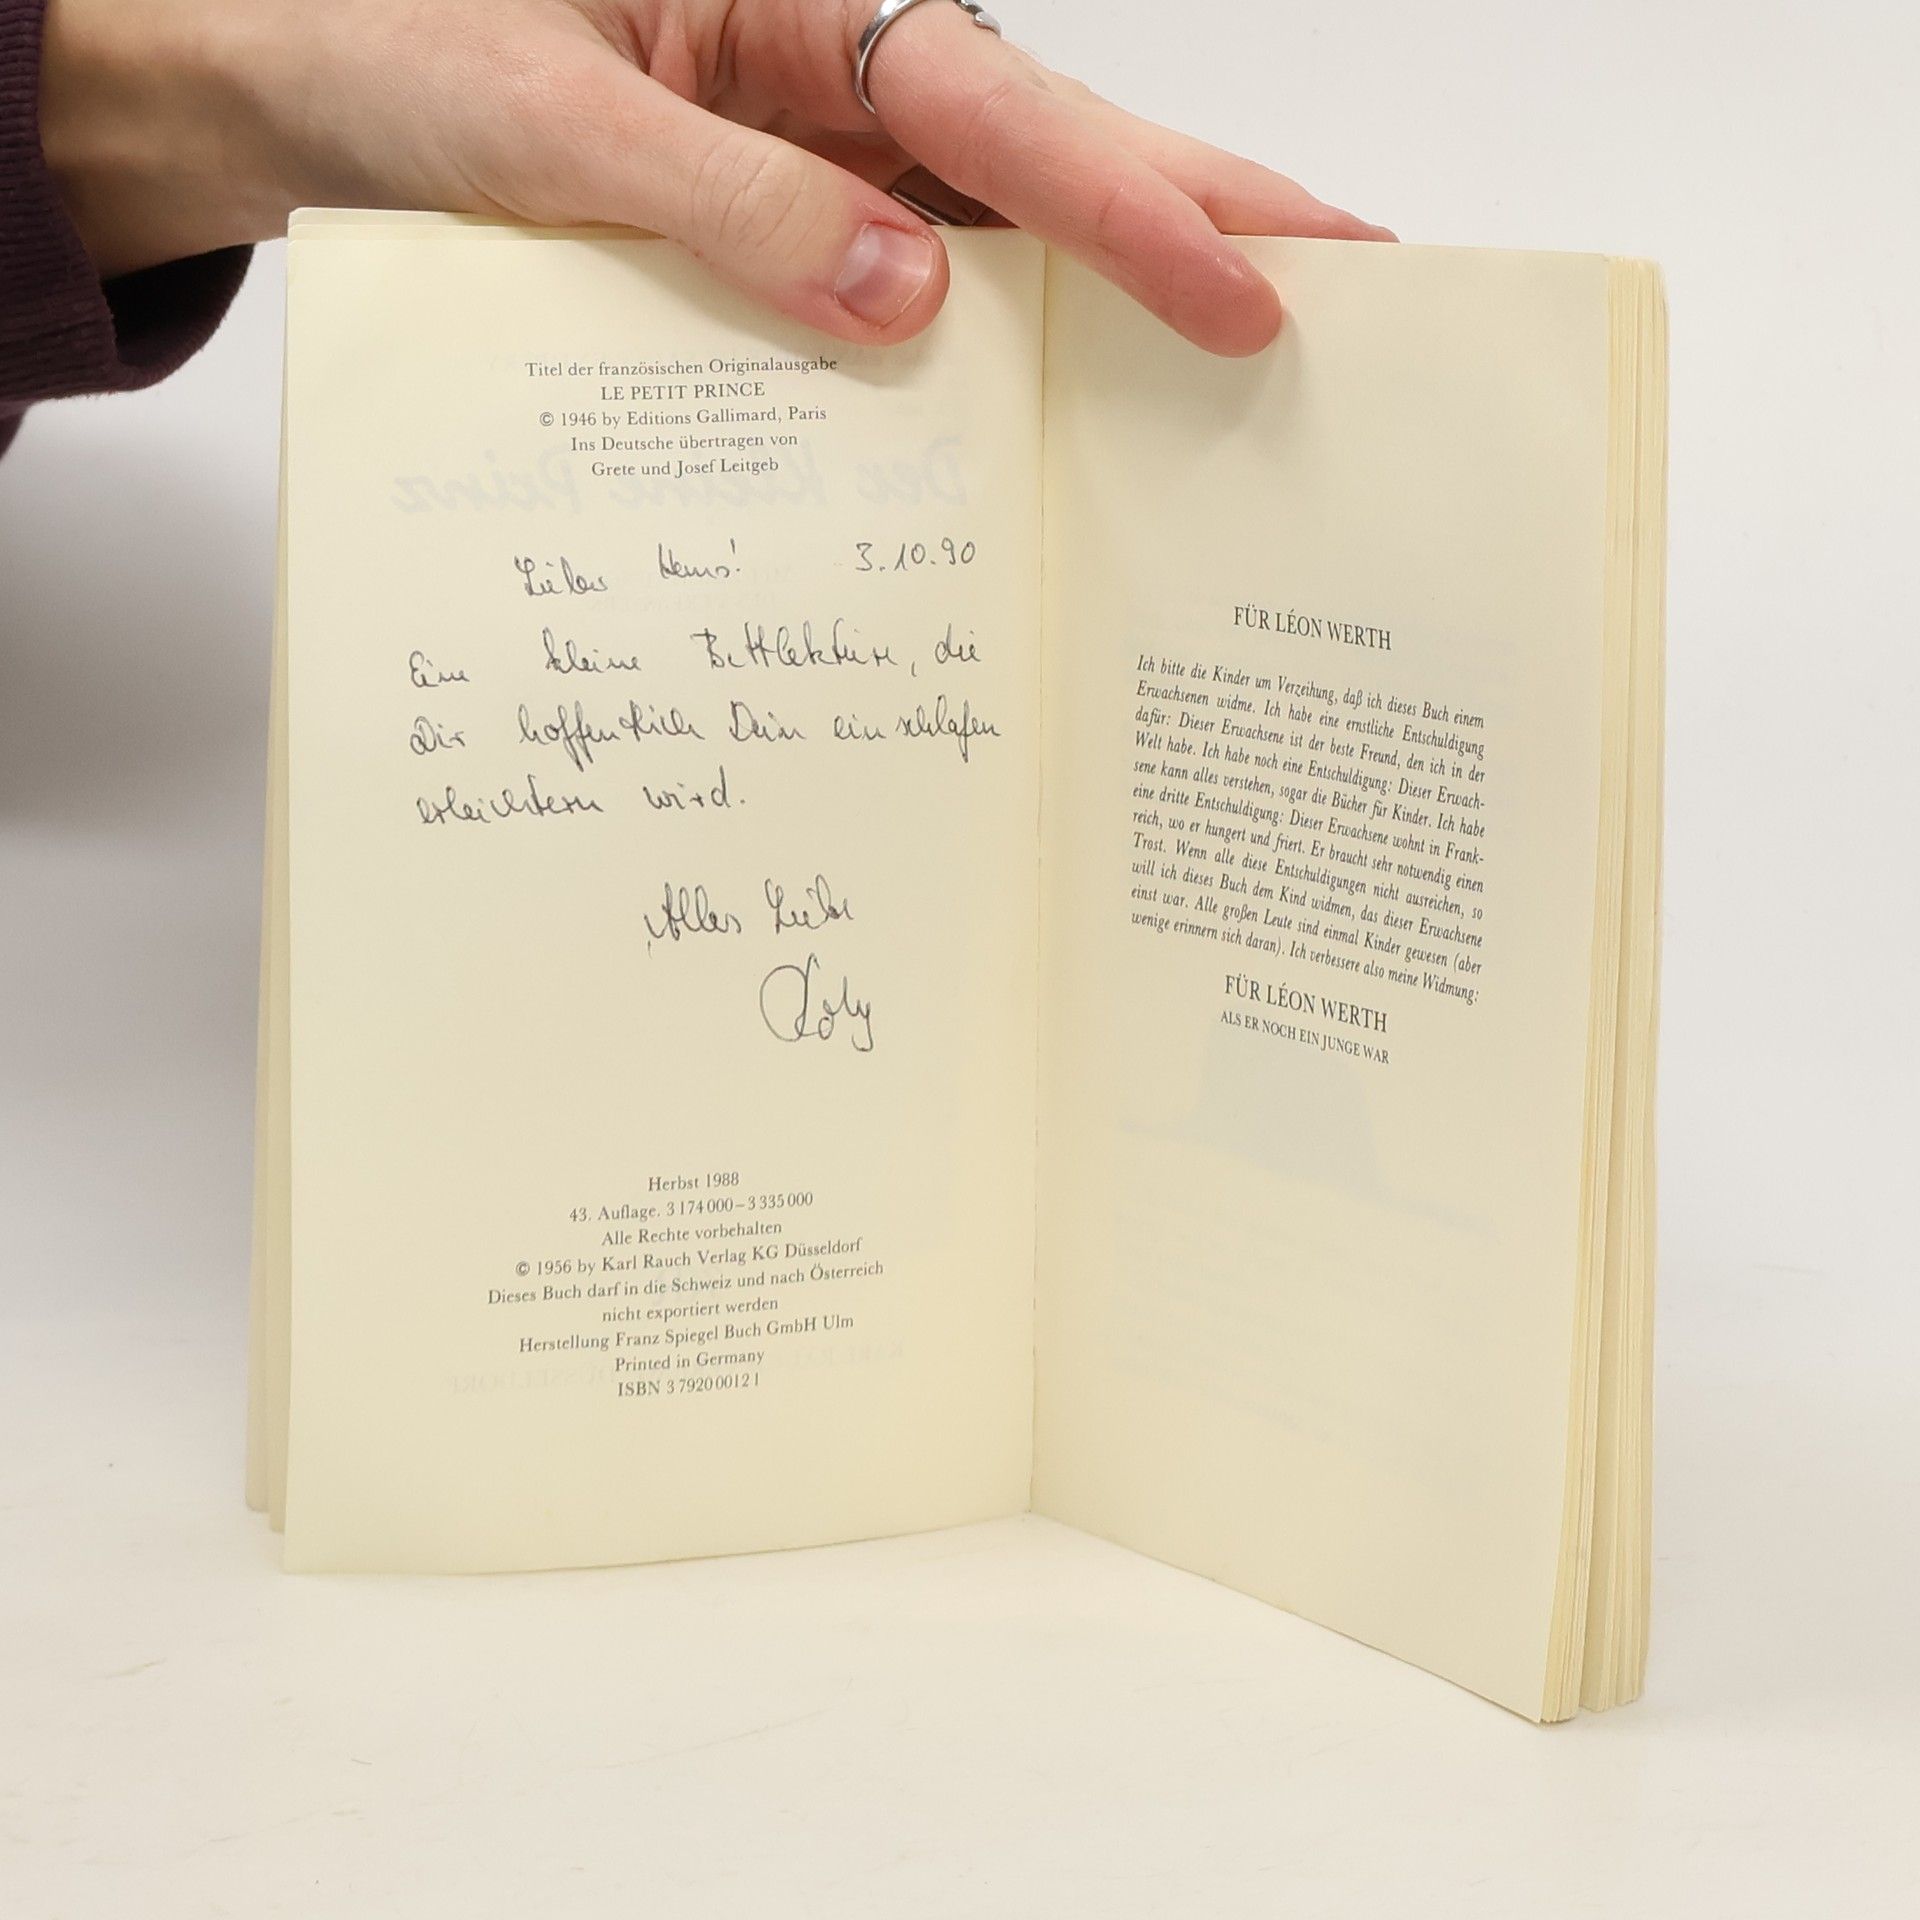 Titel der französischen Originalausgabe
LE PETIT PRINCE
© 1946 by Editions Gallimard, Paris
Ins Deutsche übertragen von
Grete und Josef Leitgeb
Lieber Hans! 3.10.90
Eine kleine Bettlektüre, die
Dir hoffentlich Dein einschlafen
erleichtern wird.
Alles Liebe
Herbst 1988
43. Auflage. 3 174 000 – 3 335 000
Alle Rechte vorbehalten
© 1956 by Karl Rauch Verlag KG Düsseldorf
Dieses Buch darf in die Schweiz und nach Österreich
nicht exportiert werden
Herstellung Franz Spiegel Buch GmbH Ulm
Printed in Germany
ISBN 3 7920 0012 1
FÜR LÉON WERTH
Ich bitte die Kinder um Verzeihung, daß ich dieses Buch einem
Erwachsenen widme. Ich habe eine ernstliche Entschuldigung
dafür: Dieser Erwachsene ist der beste Freund, den ich in der
Welt habe. Ich habe noch eine Entschuldigung: Dieser Erwach-
sene kann alles verstehen, sogar die Bücher für Kinder. Ich habe
eine dritte Entschuldigung: Dieser Erwachsene wohnt in Frank-
reich, wo er hungert und friert. Er braucht sehr notwendig einen
Trost. Wenn alle diese Entschuldigungen nicht ausreichen, so
will ich dieses Buch dem Kind widmen, das dieser Erwachsene
einst war. Alle großen Leute sind einmal Kinder gewesen (aber
wenige erinnern sich daran). Ich verbessere also meine Widmung:
FÜR LÉON WERTH
ALS ER NOCH EIN JUNGE WAR